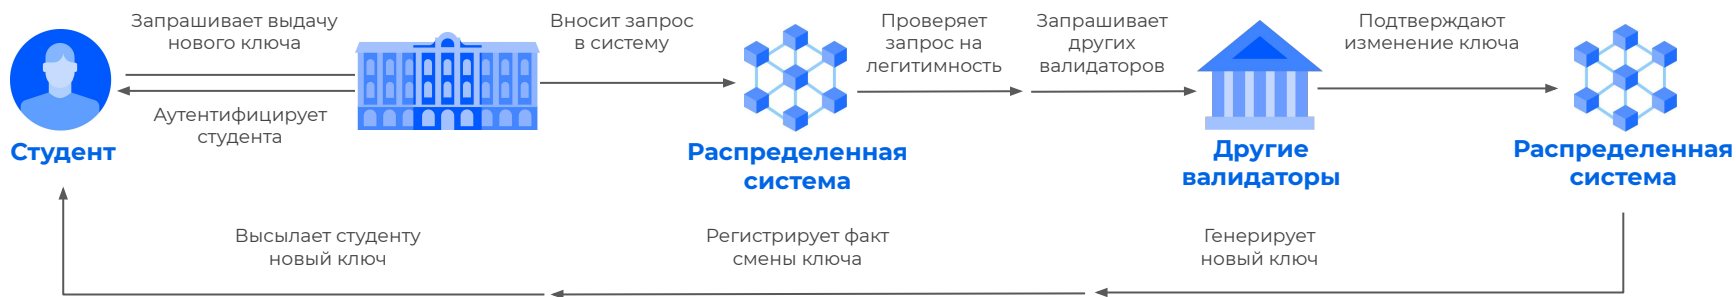 Запрашивает выдачу
нового ключа
Аутентифицирует
студента
Студент
Вносит запрос
в систему
Распределенная
система
Проверяет
запрос на
легитимность
Запрашивает
других
валидаторов
Другие
валидаторы
Подтверждают
изменение ключа
Распределенная
система
Генерирует
новый ключ
Регистрирует факт
смены ключа
Высылает студенту
новый ключ